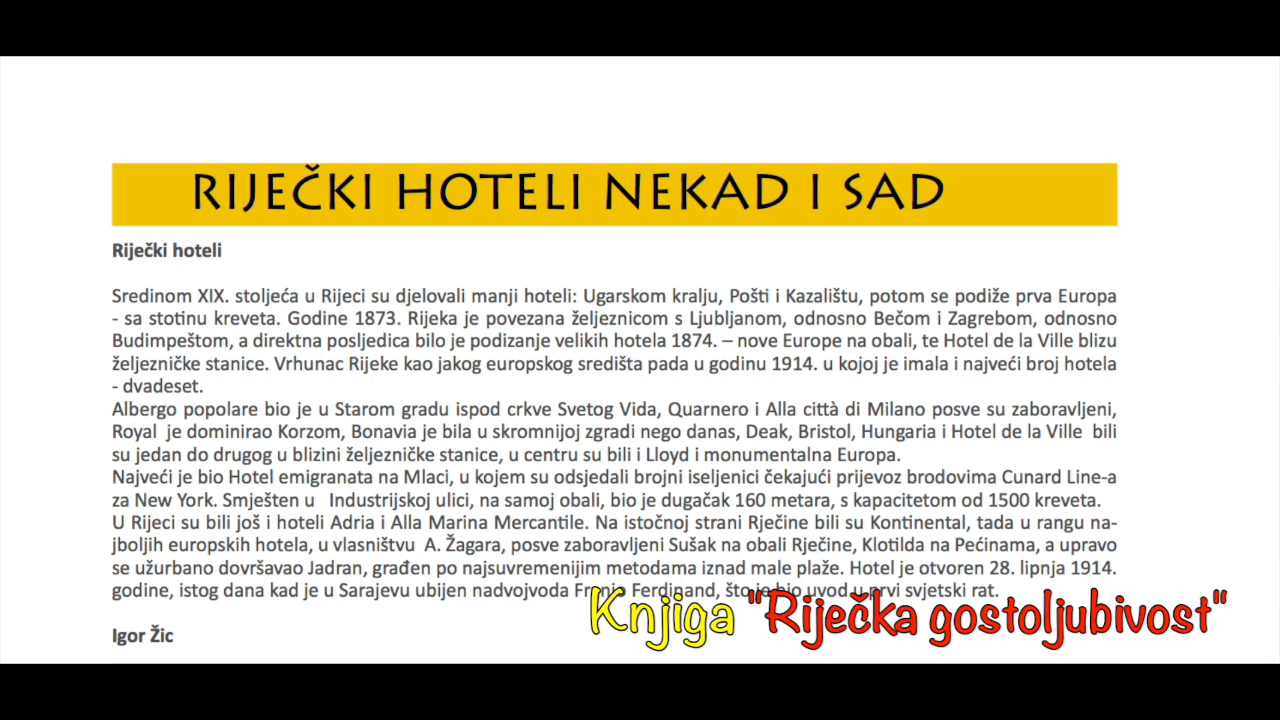 RIJEČKI HOTELI NEKAD I SAD
Riječki hoteli
Sredinom XIX. stoljeća u Rijeci su djelovali manji hoteli: Ugarskom kralju, Pošti i Kazalištu, potom se podiže prva Europa
- sa stotinu kreveta. Godine 1873. Rijeka je povezana željeznicom s Ljubljanom, odnosno Bečom i Zagrebom, odnosno
Budimpeštom, a direktna posljedica bilo je podizanje velikih hotela 1874. – nove Europe na obali, te Hotel de la Ville blizu
željezničke stanice. Vrhunac Rijeke kao jakog europskog središta pada u godinu 1914. u kojoj je imala i najveći broj hotela
- dvadeset.
Albergo popolare bio je u Starom gradu ispod crkve Svetog Vida, Quarnero i Alla città di Milano posve su zaboravljeni,
Royal je dominirao Korzom, Bonavia je bila u skromnijoj zgradi nego danas, Deak, Bristol, Hungaria i Hotel de la Ville bili
su jedan do drugog u blizini željezničke stanice, u centru su bili i Lloyd i monumentalna Europa.
Najveći je bio Hotel emigranata na Mlaci, u kojem su odsjedali brojni iseljenici čekajući prijevoz brodovima Cunard Line-a
za New York. Smješten u Industrijskoj ulici, na samoj obali, bio je dugačak 160 metara, s kapacitetom od 1500 kreveta.
U Rijeci su bili još i hoteli Adria i Alla Marina Mercantile. Na istočnoj strani Rječine bili su Kontinental, tada u rangu na-
jboljih europskih hotela, u vlasništvu A. Žagara, posve zaboravljeni Sušak na obali Rječine, Klotilda na Pećinama, a upravo
se užurbano dovršavao Jadran, građen po najsuvremenijim metodama iznad male plaže. Hotel je otvoren 28. lipnja 1914.
godine, istog dana kad je u Sarajevu ubijen nadvojvoda Franjo Ferdinand, što je bio uvod u prvi svjetski rat.
Knjiga "Riječka gostoljubivost"
Igor Žic